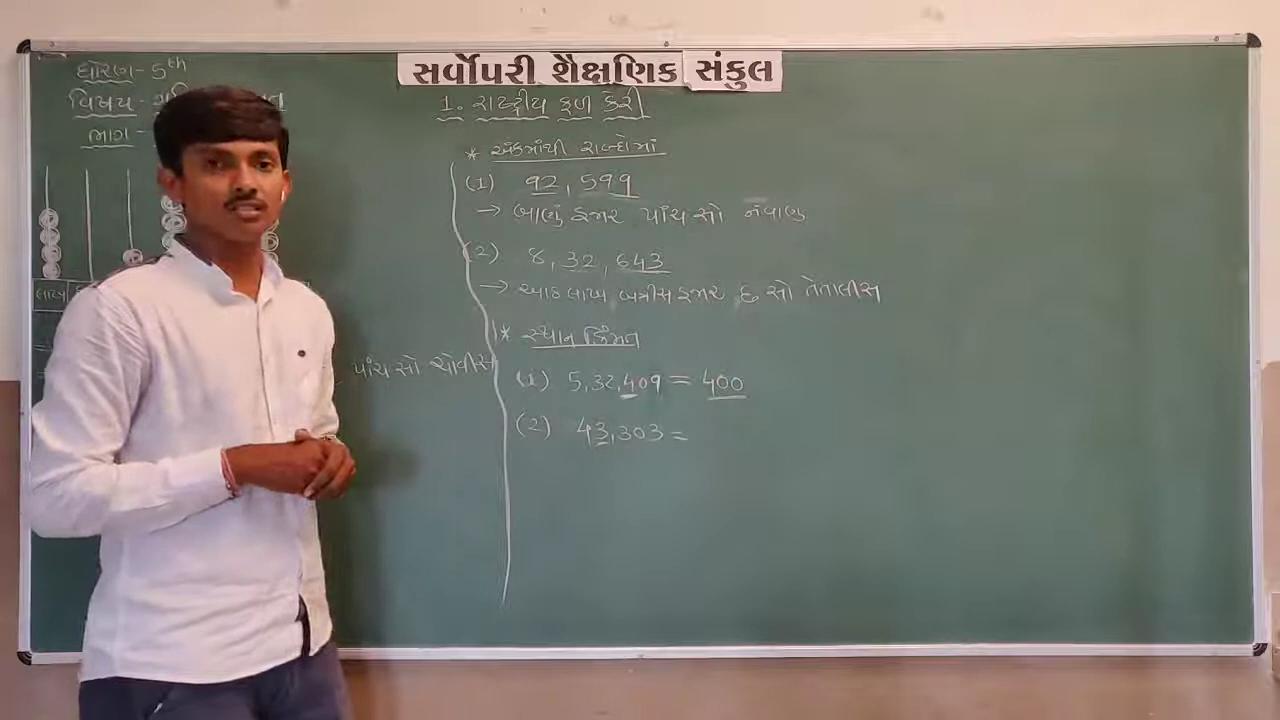 સર્વોપરી શૈક્ષણિક સંકુલ
ધોરણ - 5th
વિષય -
ભાગ -
લાખ
પાંચ સો ચોવીસ
1. રાષ્ટ્રીય ફળ કેરી
* અંકમાંથી શબ્દોમાં
(1) 92,599
→ બાણું હજાર પાંચ સો નવાણુ
(2) 8,32,643
→ આઠ લાખ બત્રીસ હજાર છ સો તેતાલીસ
* સ્થાન કિંમત
(1) 5,32,409 = 400
(2) 43,303 =